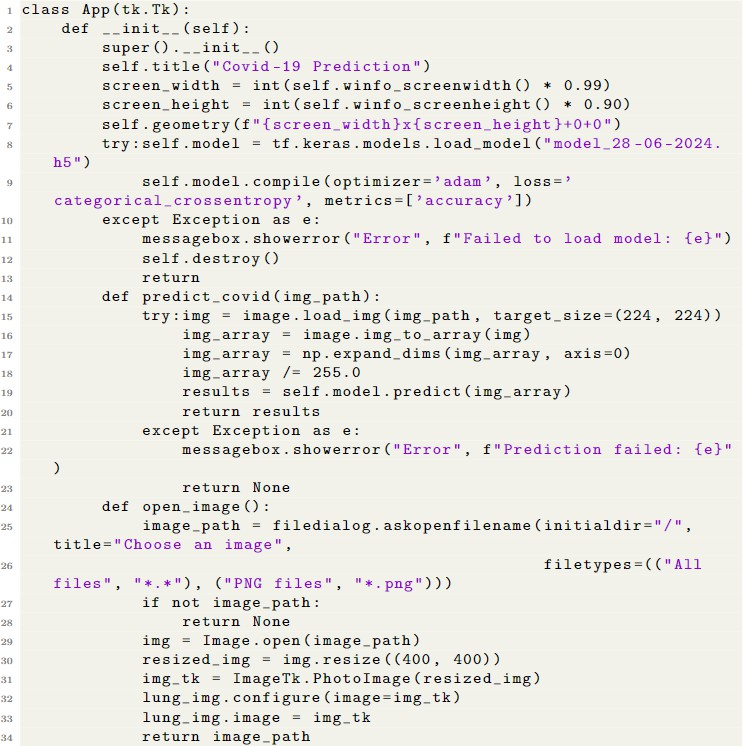 1 class App(tk.Tk):
2 def __init__(self):
3 super().__init__()
4 self.title("Covid-19 Prediction")
5 screen_width = int(self.winfo_screenwidth() * 0.99)
6 screen_height = int(self.winfo_screenheight() * 0.90)
7 self.geometry(f"{screen_width}x{screen_height}+0+0")
8 try:self.model = tf.keras.models.load_model("model_28-06-2024.
h5")
9 self.model.compile(optimizer='adam', loss='
categorical_crossentropy', metrics=['accuracy'])
10 except Exception as e:
11 messagebox.showerror("Error", f"Failed to load model: {e}")
12 self.destroy()
13 return
14 def predict_covid(img_path):
15 try:img = image.load_img(img_path, target_size=(224, 224))
16 img_array = image.img_to_array(img)
17 img_array = np.expand_dims(img_array, axis=0)
18 img_array /= 255.0
19 results = self.model.predict(img_array)
20 return results
21 except Exception as e:
22 messagebox.showerror("Error", f"Prediction failed: {e}"
)
23 return None
24 def open_image():
25 image_path = filedialog.askopenfilename(initialdir="/",
title="Choose an image",
26 filetypes=(("All
files", "*.*"), ("PNG files", "*.png")))
27 if not image_path:
28 return None
29 img = Image.open(image_path)
30 resized_img = img.resize((400, 400))
31 img_tk = ImageTk.PhotoImage(resized_img)
32 lung_img.configure(image=img_tk)
33 lung_img.image = img_tk
34 return image_path